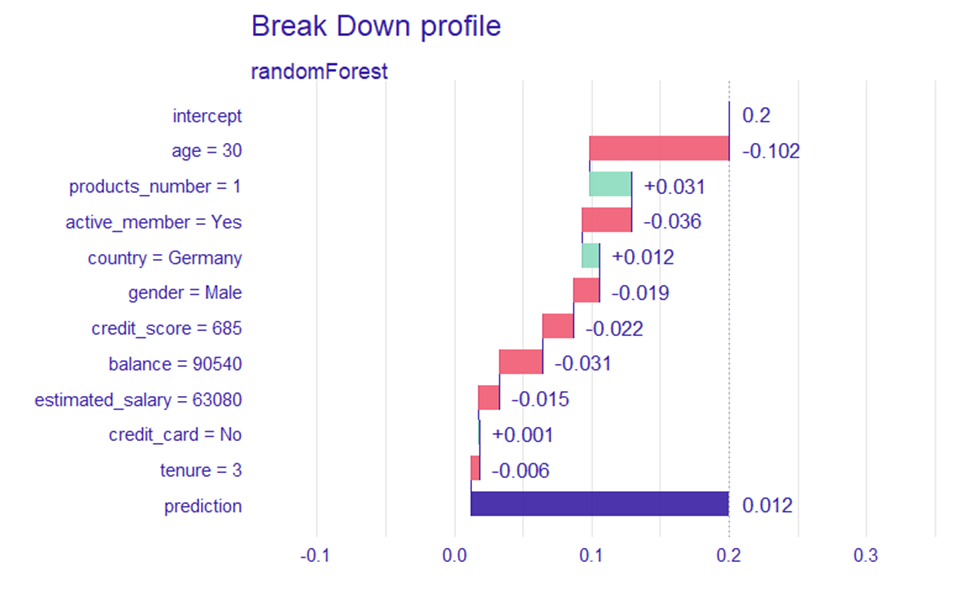 Break Down profile
randomForest
intercept 0.2
age = 30 -0.102
products_number = 1 +0.031
active_member = Yes -0.036
country = Germany +0.012
gender = Male -0.019
credit_score = 685 -0.022
balance = 90540 -0.031
estimated_salary = 63080 -0.015
credit_card = No +0.001
tenure = 3 -0.006
prediction 0.012
-0.1 0.0 0.1 0.2 0.3